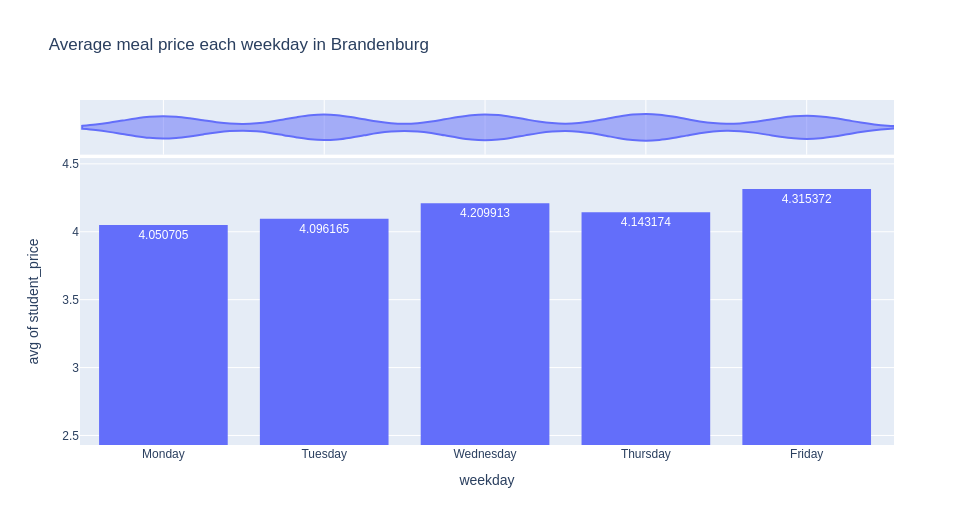 Average meal price each weekday in Brandenburg
4.5
4
3.5
3
2.5
avg of student_price
4.050705
4.096165
4.209913
4.143174
4.315372
Monday
Tuesday
Wednesday
Thursday
Friday
weekday